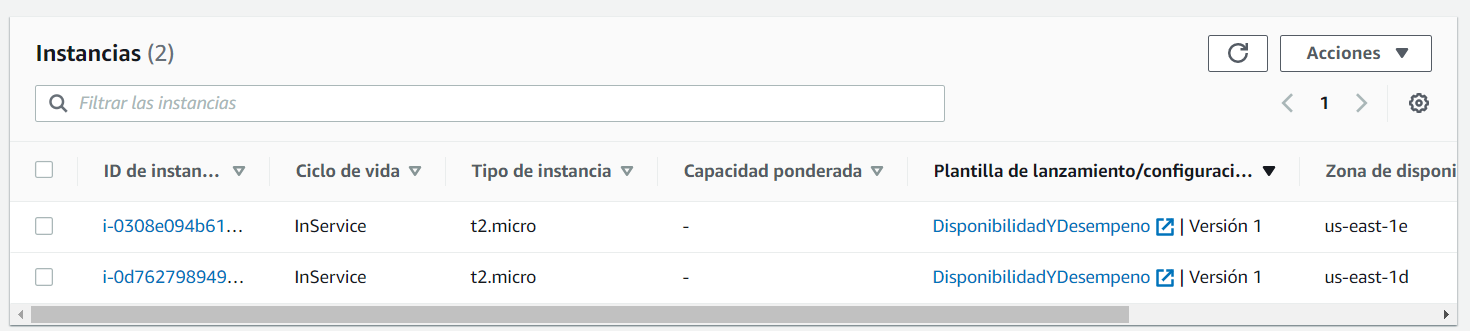 Instancias (2)
Acciones
Filtrar las instancias
1
ID de instan... Ciclo de vida Tipo de instancia Capacidad ponderada Plantilla de lanzamiento/configuraci... Zona de disponi
i-0308e094b61... InService t2.micro - DisponibilidadYDesempeno | Versión 1 us-east-1e
i-0d762798949... InService t2.micro - DisponibilidadYDesempeno | Versión 1 us-east-1d